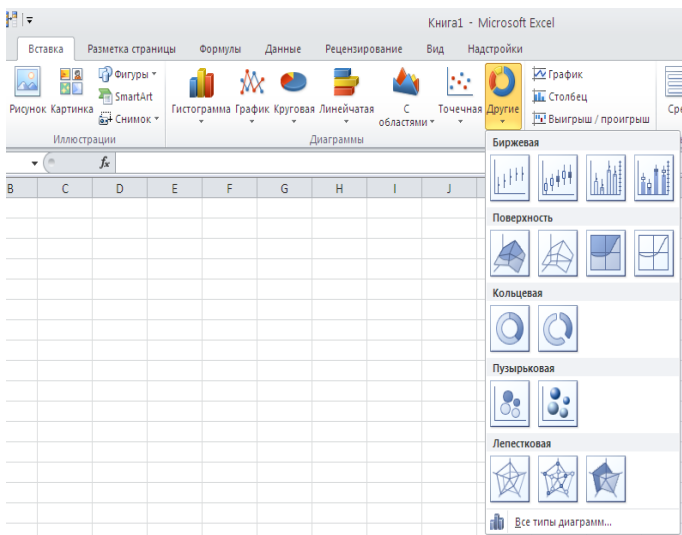 Книга1 - Microsoft Excel
Вставка Разметка страницы Формулы Данные Рецензирование Вид Надстройки
Рисунок Картинка Фигуры SmartArt Снимок
Гистограмма График Круговая Линейчатая С областями Точечная Другие
График
Столбец
Выигрыш / проигрыш
Иллюстрации Диаграммы
fx
B C D E F G H I J
Биржевая
Поверхность
Кольцевая
Пузырьковая
Лепестковая
Все типы диаграмм...